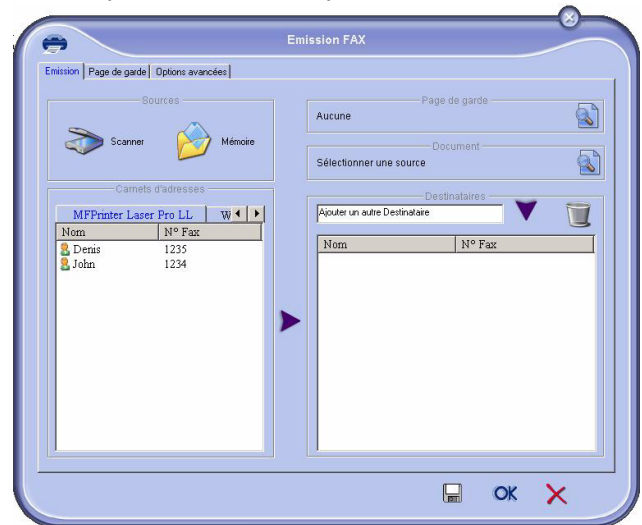 Emission FAX
Emission Page de garde Options avancées
Sources
Scanner Mémoire
Page de garde
Aucune
Document
Sélectionner une source
Carnets d'adresses
MFPrinter Laser Pro LL W
Nom N° Fax
Denis 1235
John 1234
Destinataires
Ajouter un autre Destinataire
Nom N° Fax
OK